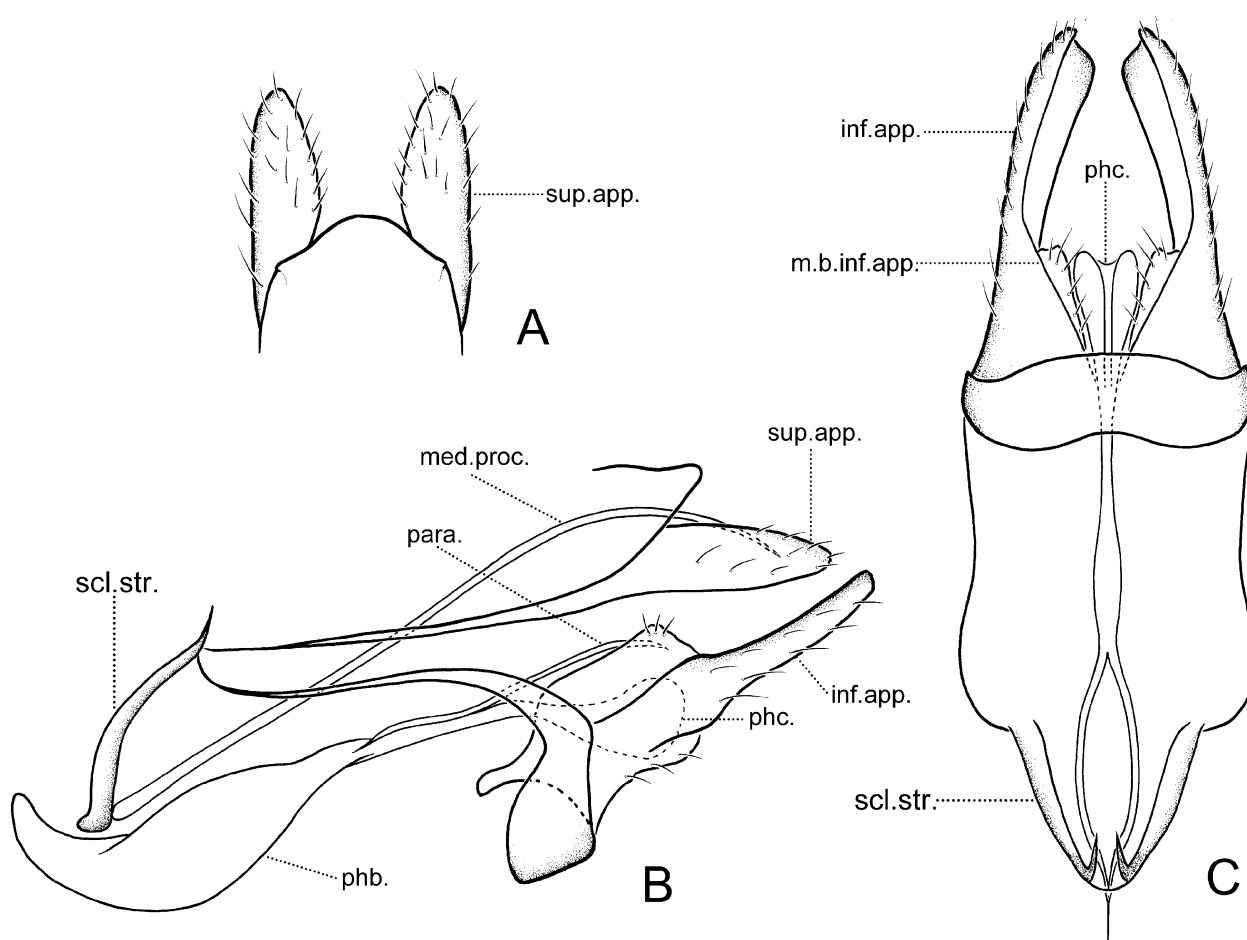 sup.app.
A
sup.app.
med.proc.
para.
scl.str.
inf.app.
phc.
phb.
B
inf.app.
phc.
m.b.inf.app.
scl.str.
C